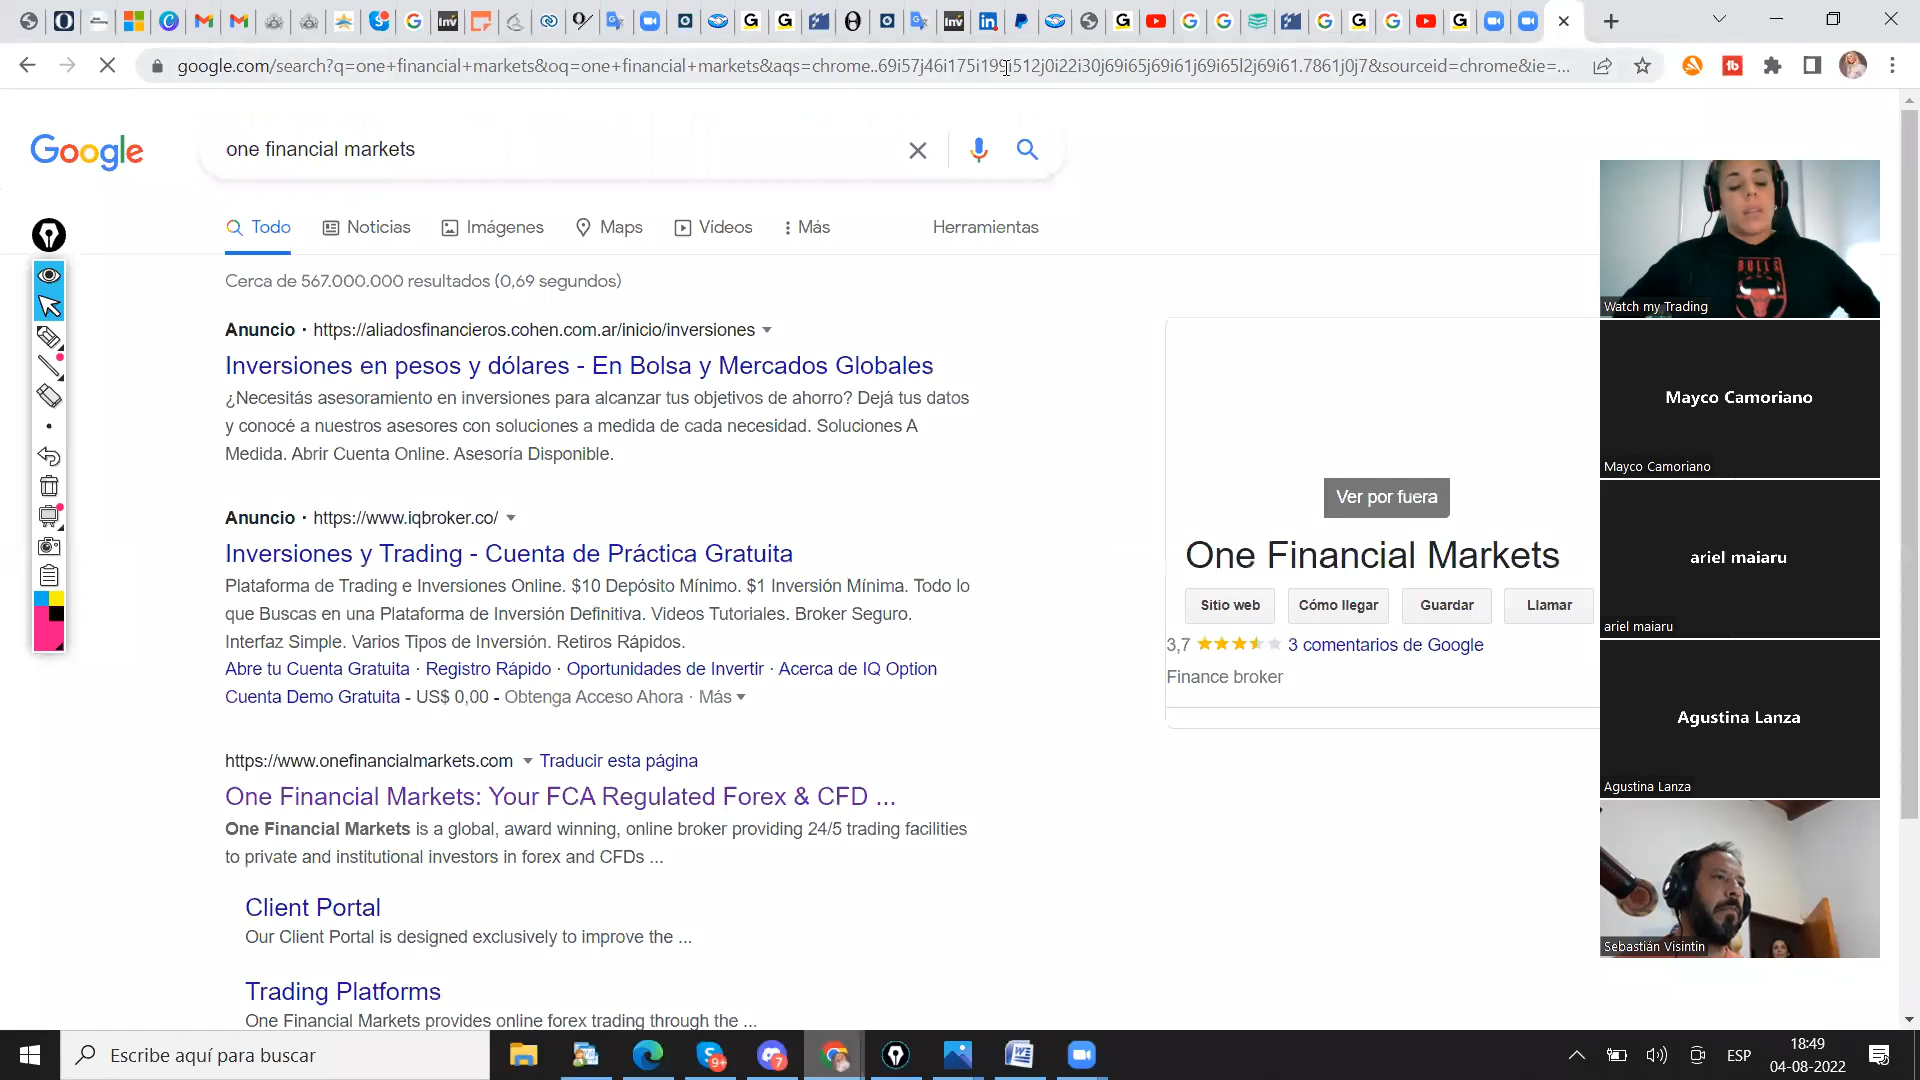 google.com/search?q=one+financial+markets&oq=one+financial+markets&aqs=chrome..69i57j46i175i199i512j0i22i30j69i65j69i61j69i65l2j69i61.7861j0j7&sourceid=chrome&ie=...
Google
one financial markets
Todo Noticias Imágenes Maps Vídeos Más Herramientas
Cerca de 567.000.000 resultados (0,69 segundos)
Anuncio · https://aliadosfinancieros.cohen.com.ar/inicio/inversiones
Inversiones en pesos y dólares - En Bolsa y Mercados Globales
¿Necesitás asesoramiento en inversiones para alcanzar tus objetivos de ahorro? Dejá tus datos
y conocé a nuestros asesores con soluciones a medida de cada necesidad. Soluciones A
Medida. Abrir Cuenta Online. Asesoría Disponible.
Anuncio · https://www.iqbroker.co/
Inversiones y Trading - Cuenta de Práctica Gratuita
Plataforma de Trading e Inversiones Online. $10 Depósito Mínimo. $1 Inversión Mínima. Todo lo
que Buscas en una Plataforma de Inversión Definitiva. Videos Tutoriales. Broker Seguro.
Interfaz Simple. Varios Tipos de Inversión. Retiros Rápidos.
Abre tu Cuenta Gratuita · Registro Rápido · Oportunidades de Invertir · Acerca de IQ Option
Cuenta Demo Gratuita - US$ 0,00 - Obtenga Acceso Ahora · Más
https://www.onefinancialmarkets.com Traducir esta página
One Financial Markets: Your FCA Regulated Forex & CFD ...
One Financial Markets is a global, award winning, online broker providing 24/5 trading facilities
to private and institutional investors in forex and CFDs ...
Client Portal
Our Client Portal is designed exclusively to improve the ...
Trading Platforms
One Financial Markets provides online forex trading through the ...
Ver por fuera
One Financial Markets
Sitio web Cómo llegar Guardar Llamar
3,7 3 comentarios de Google
Finance broker
BULLS
Watch my Trading
Mayco Camoriano
Mayco Camoriano
ariel maiaru
ariel maiaru
Agustina Lanza
Agustina Lanza
Sebastián Visintin
Escribe aquí para buscar
9+
7
ESP
18:49
04-08-2022